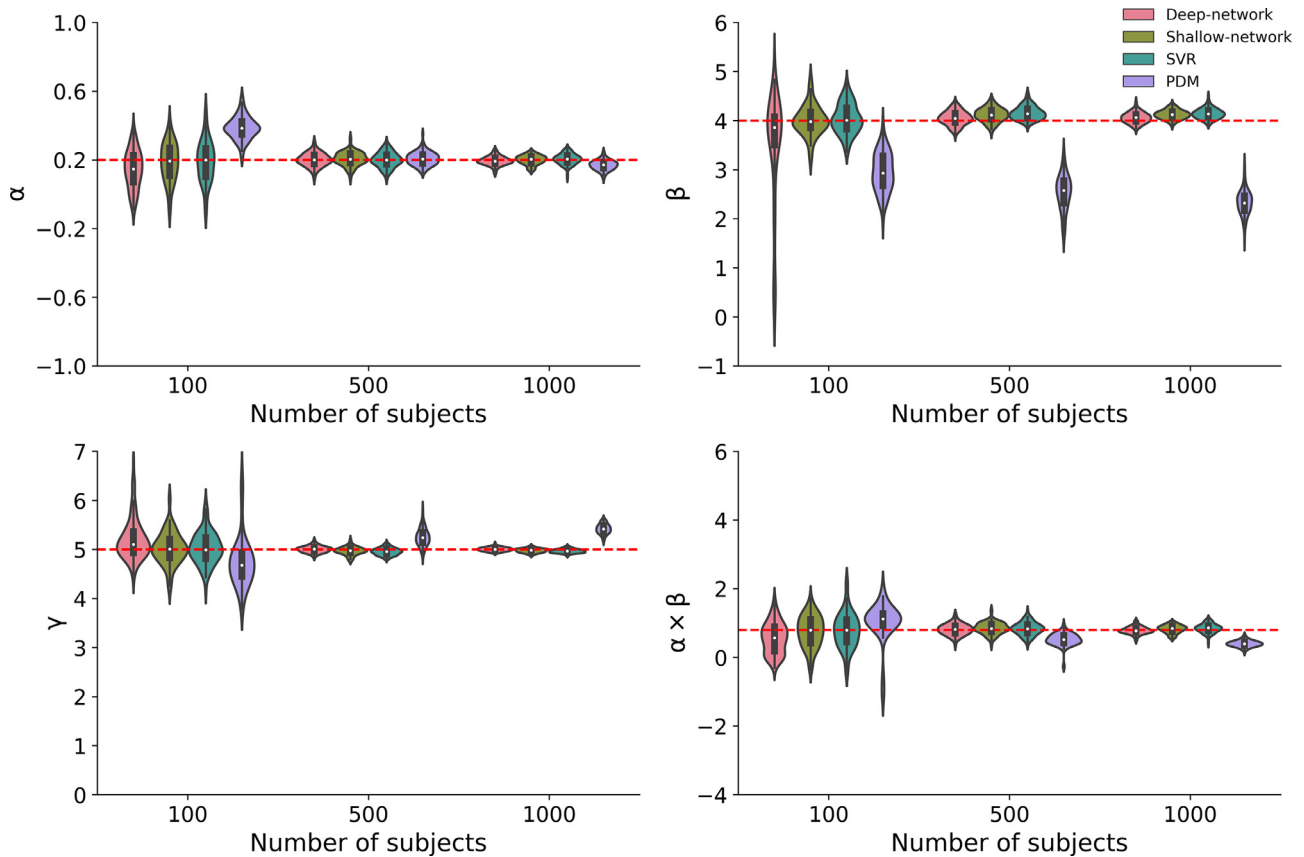 1.0
0.6
0.2
−0.2
−0.6
−1.0
α
100 500 1000
Number of subjects
6
5
4
3
2
1
0
−1
β
100 500 1000
Number of subjects
Deep-network
Shallow-network
SVR
PDM
7
6
5
4
3
2
1
0
γ
100 500 1000
Number of subjects
6
4
2
0
−2
−4
α × β
100 500 1000
Number of subjects